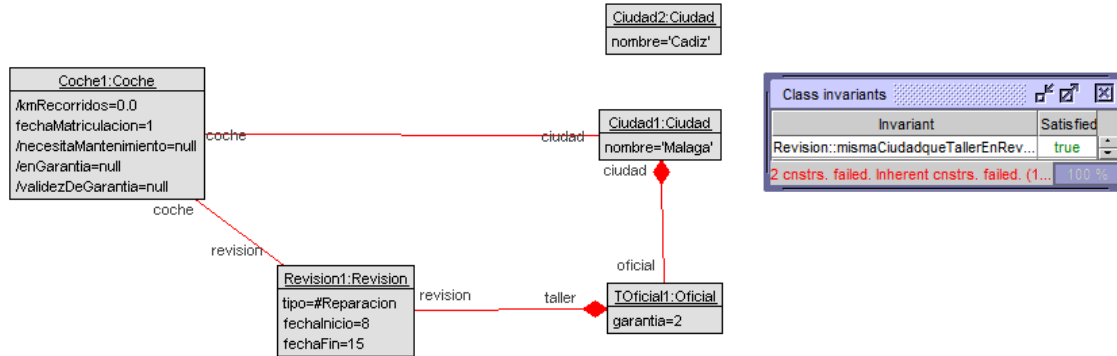 Ciudad2:Ciudad
nombre='Cadiz'
Coche1:Coche
/kmRecorridos=0.0
fechaMatriculacion=1
/necesitaMantenimiento=null
/enGarantia=null
/validezDeGarantia=null
coche
ciudad
Ciudad1:Ciudad
nombre='Malaga'
ciudad
Class invariants
Invariant Satisfied
Revision::mismaCiudadqueTallerEnRev... true
2 cnstrs. failed. Inherent cnstrs. failed. (1... 100 %
coche
revision
oficial
Revision1:Revision
tipo=#Reparacion
fechaInicio=8
fechaFin=15
revision
taller
TOficial1:Oficial
garantia=2